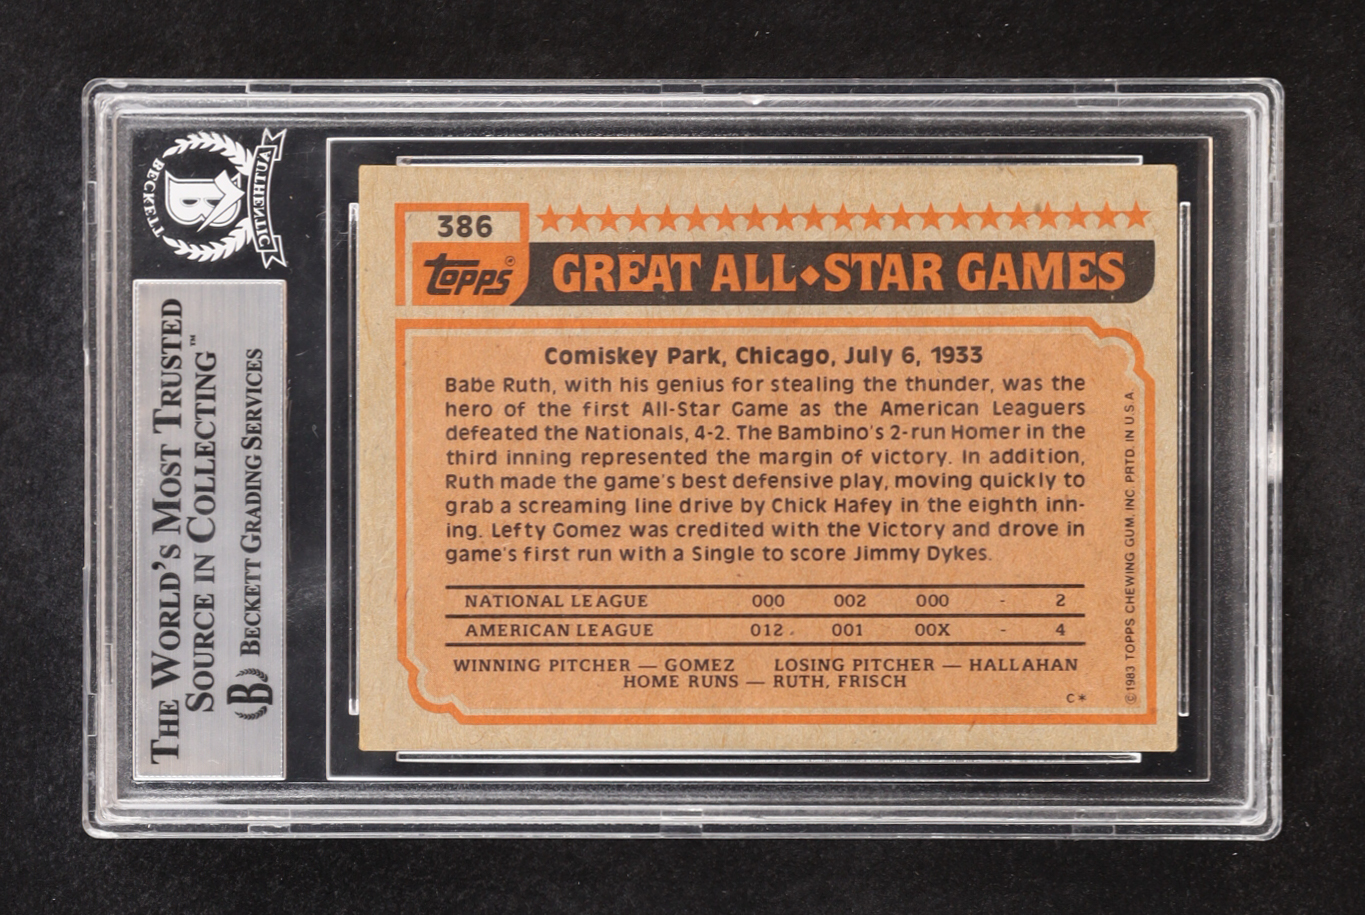 BECKETT
AUTHENTIC
B
THE WORLD'S MOST TRUSTED
SOURCE IN COLLECTING™
B BECKETT GRADING SERVICES
386
topps®
GREAT ALL◆STAR GAMES
Comiskey Park, Chicago, July 6, 1933
Babe Ruth, with his genius for stealing the thunder, was the
hero of the first All-Star Game as the American Leaguers
defeated the Nationals, 4-2. The Bambino's 2-run Homer in the
third inning represented the margin of victory. In addition,
Ruth made the game's best defensive play, moving quickly to
grab a screaming line drive by Chick Hafey in the eighth inn-
ing. Lefty Gomez was credited with the Victory and drove in
game's first run with a Single to score Jimmy Dykes.
NATIONAL LEAGUE 000 002 000 - 2
AMERICAN LEAGUE 012 001 00X - 4
WINNING PITCHER — GOMEZ LOSING PITCHER — HALLAHAN
HOME RUNS — RUTH, FRISCH
C*
©1983 TOPPS CHEWING GUM. INC. PRTD. IN U.S.A.